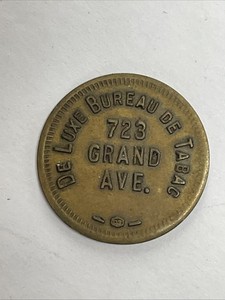 DE LUXE BUREAU DE TABAC
723
GRAND
AVE.